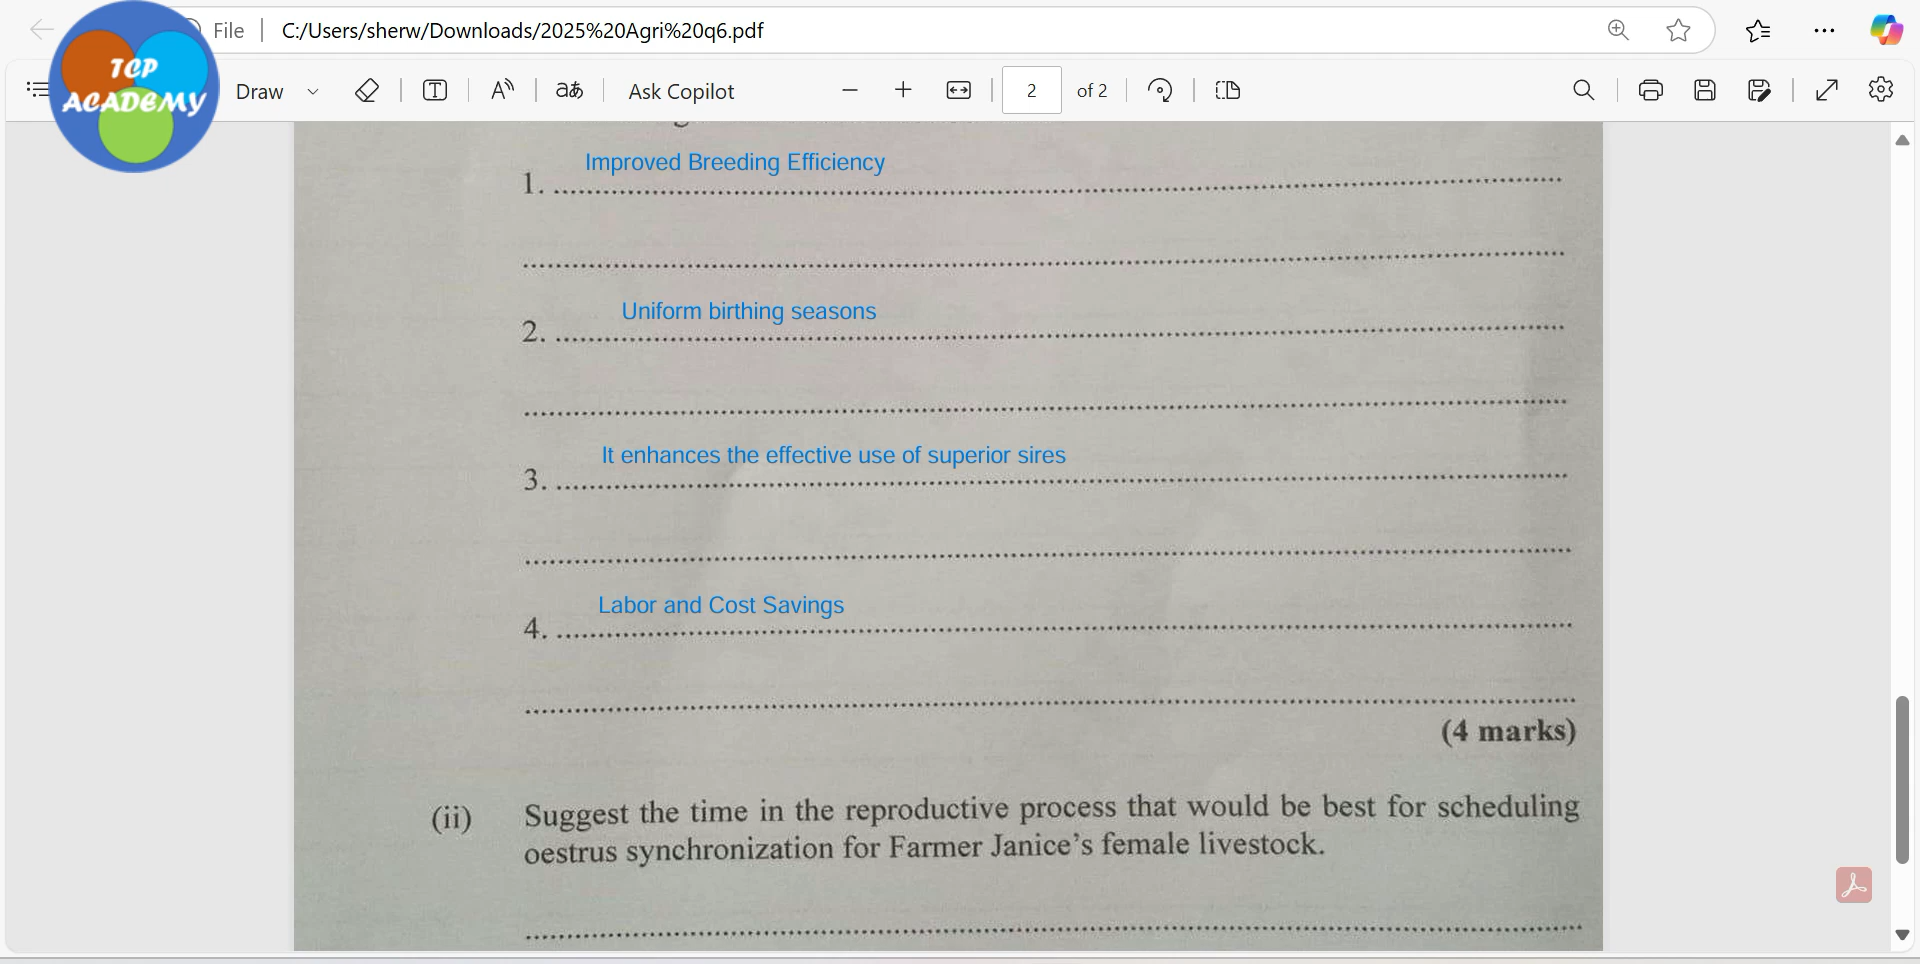 File
C:/Users/sherw/Downloads/2025%20Agri%20q6.pdf
TCP
ACADEMY
Draw
Ask Copilot
2
of 2
Improved Breeding Efficiency
1.
Uniform birthing seasons
2.
It enhances the effective use of superior sires
3.
Labor and Cost Savings
4.
(4 marks)
(ii) Suggest the time in the reproductive process that would be best for scheduling
oestrus synchronization for Farmer Janice's female livestock.